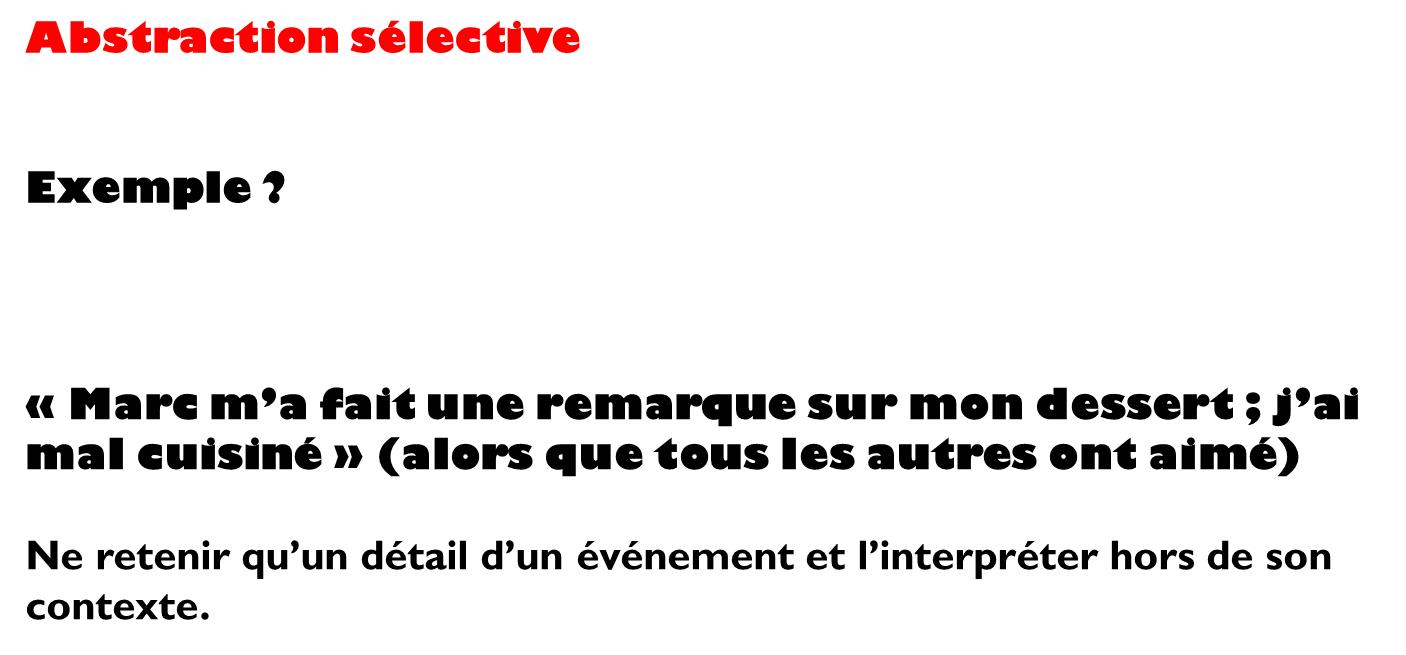 Abstraction sélective
Exemple ?
« Marc m’a fait une remarque sur mon dessert ; j’ai
mal cuisiné » (alors que tous les autres ont aimé)
Ne retenir qu’un détail d’un événement et l’interpréter hors de son
contexte.